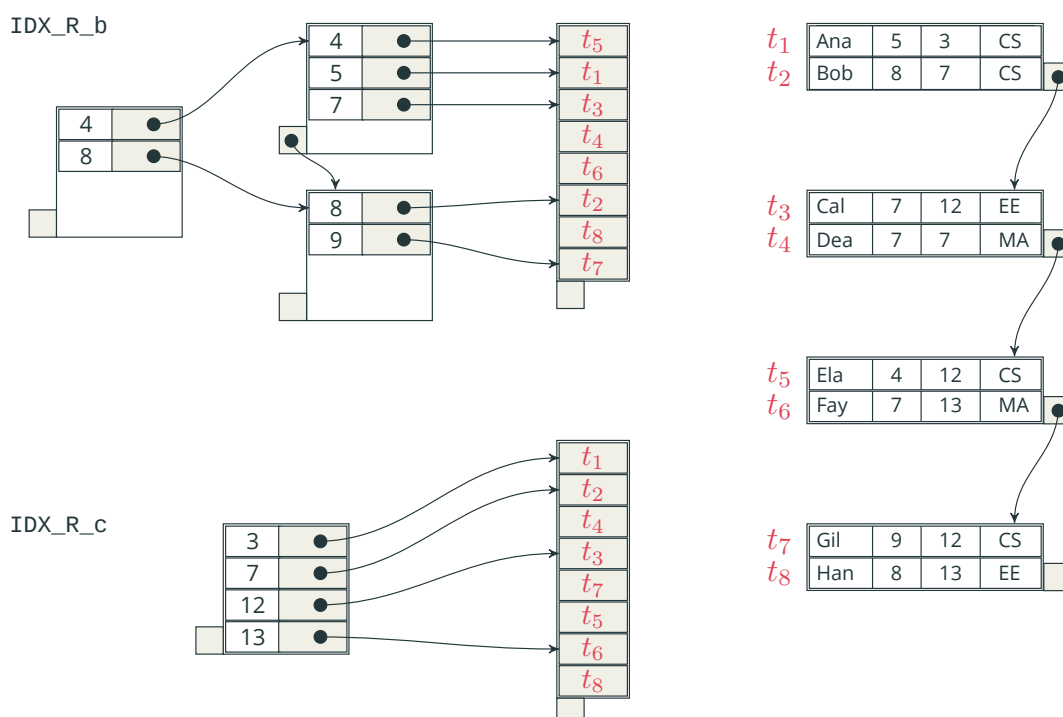 IDX_R_b
4
8
4
5
7
8
9
t5
t1
t3
t4
t6
t2
t8
t7
t1 Ana 5 3 CS
t2 Bob 8 7 CS
t3 Cal 7 12 EE
t4 Dea 7 7 MA
t5 Ela 4 12 CS
t6 Fay 7 13 MA
t7 Gil 9 12 CS
t8 Han 8 13 EE
IDX_R_c
3
7
12
13
t1
t2
t4
t3
t7
t5
t6
t8